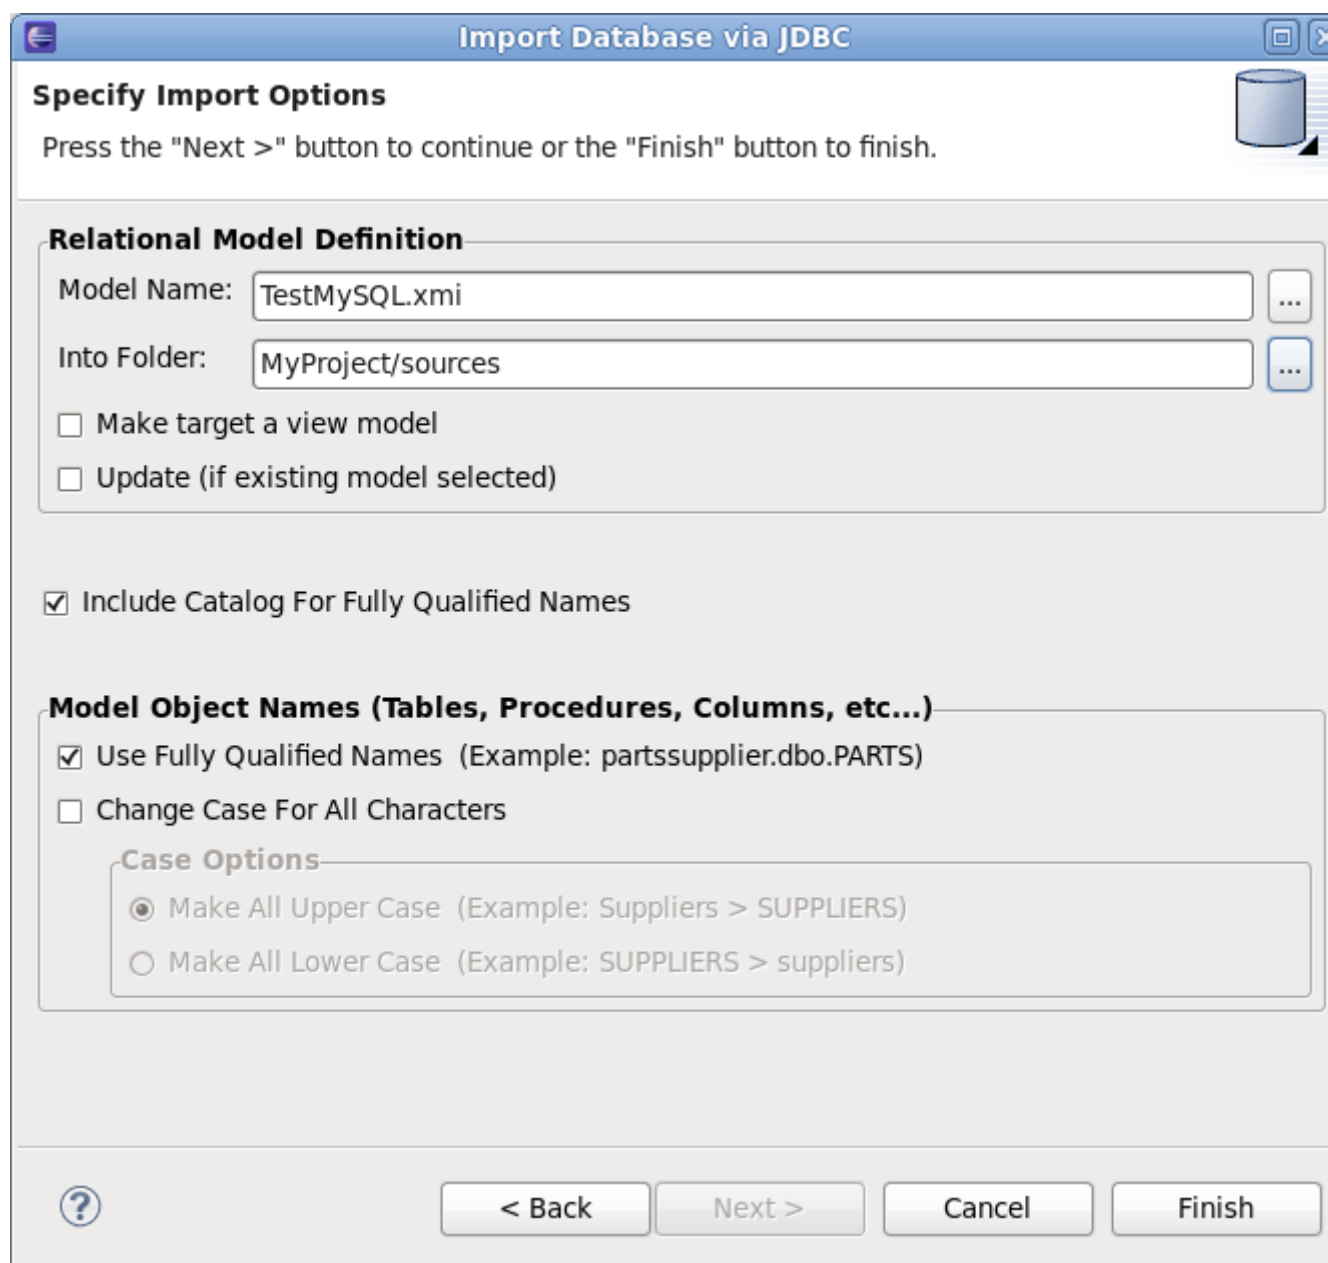 Import Database via JDBC
Specify Import Options
Press the "Next >" button to continue or the "Finish" button to finish.
Relational Model Definition
Model Name: TestMySQL.xmi ...
Into Folder: MyProject/sources ...
Make target a view model
Update (if existing model selected)
Include Catalog For Fully Qualified Names
Model Object Names (Tables, Procedures, Columns, etc...)
Use Fully Qualified Names (Example: partssupplier.dbo.PARTS)
Change Case For All Characters
Case Options
Make All Upper Case (Example: Suppliers > SUPPLIERS)
Make All Lower Case (Example: SUPPLIERS > suppliers)
? < Back Next > Cancel Finish